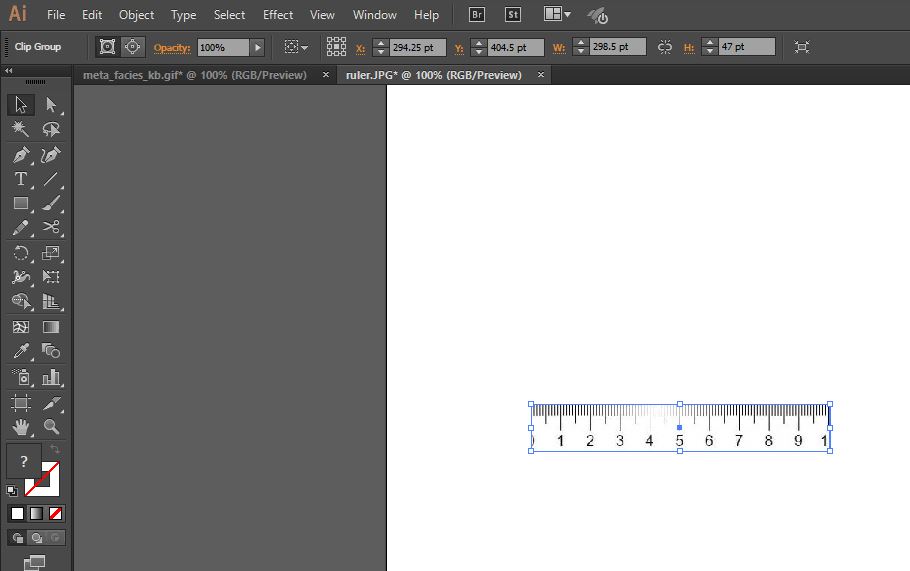 Ai File Edit Object Type Select Effect View Window Help Br St
Clip Group Opacity: 100% X: 294.25 pt Y: 404.5 pt W: 298.5 pt H: 47 pt
meta_facies_kb.gif* @ 100% (RGB/Preview) × ruler.JPG* @ 100% (RGB/Preview) ×
T
1 2 3 4 5 6 7 8 9 1
?